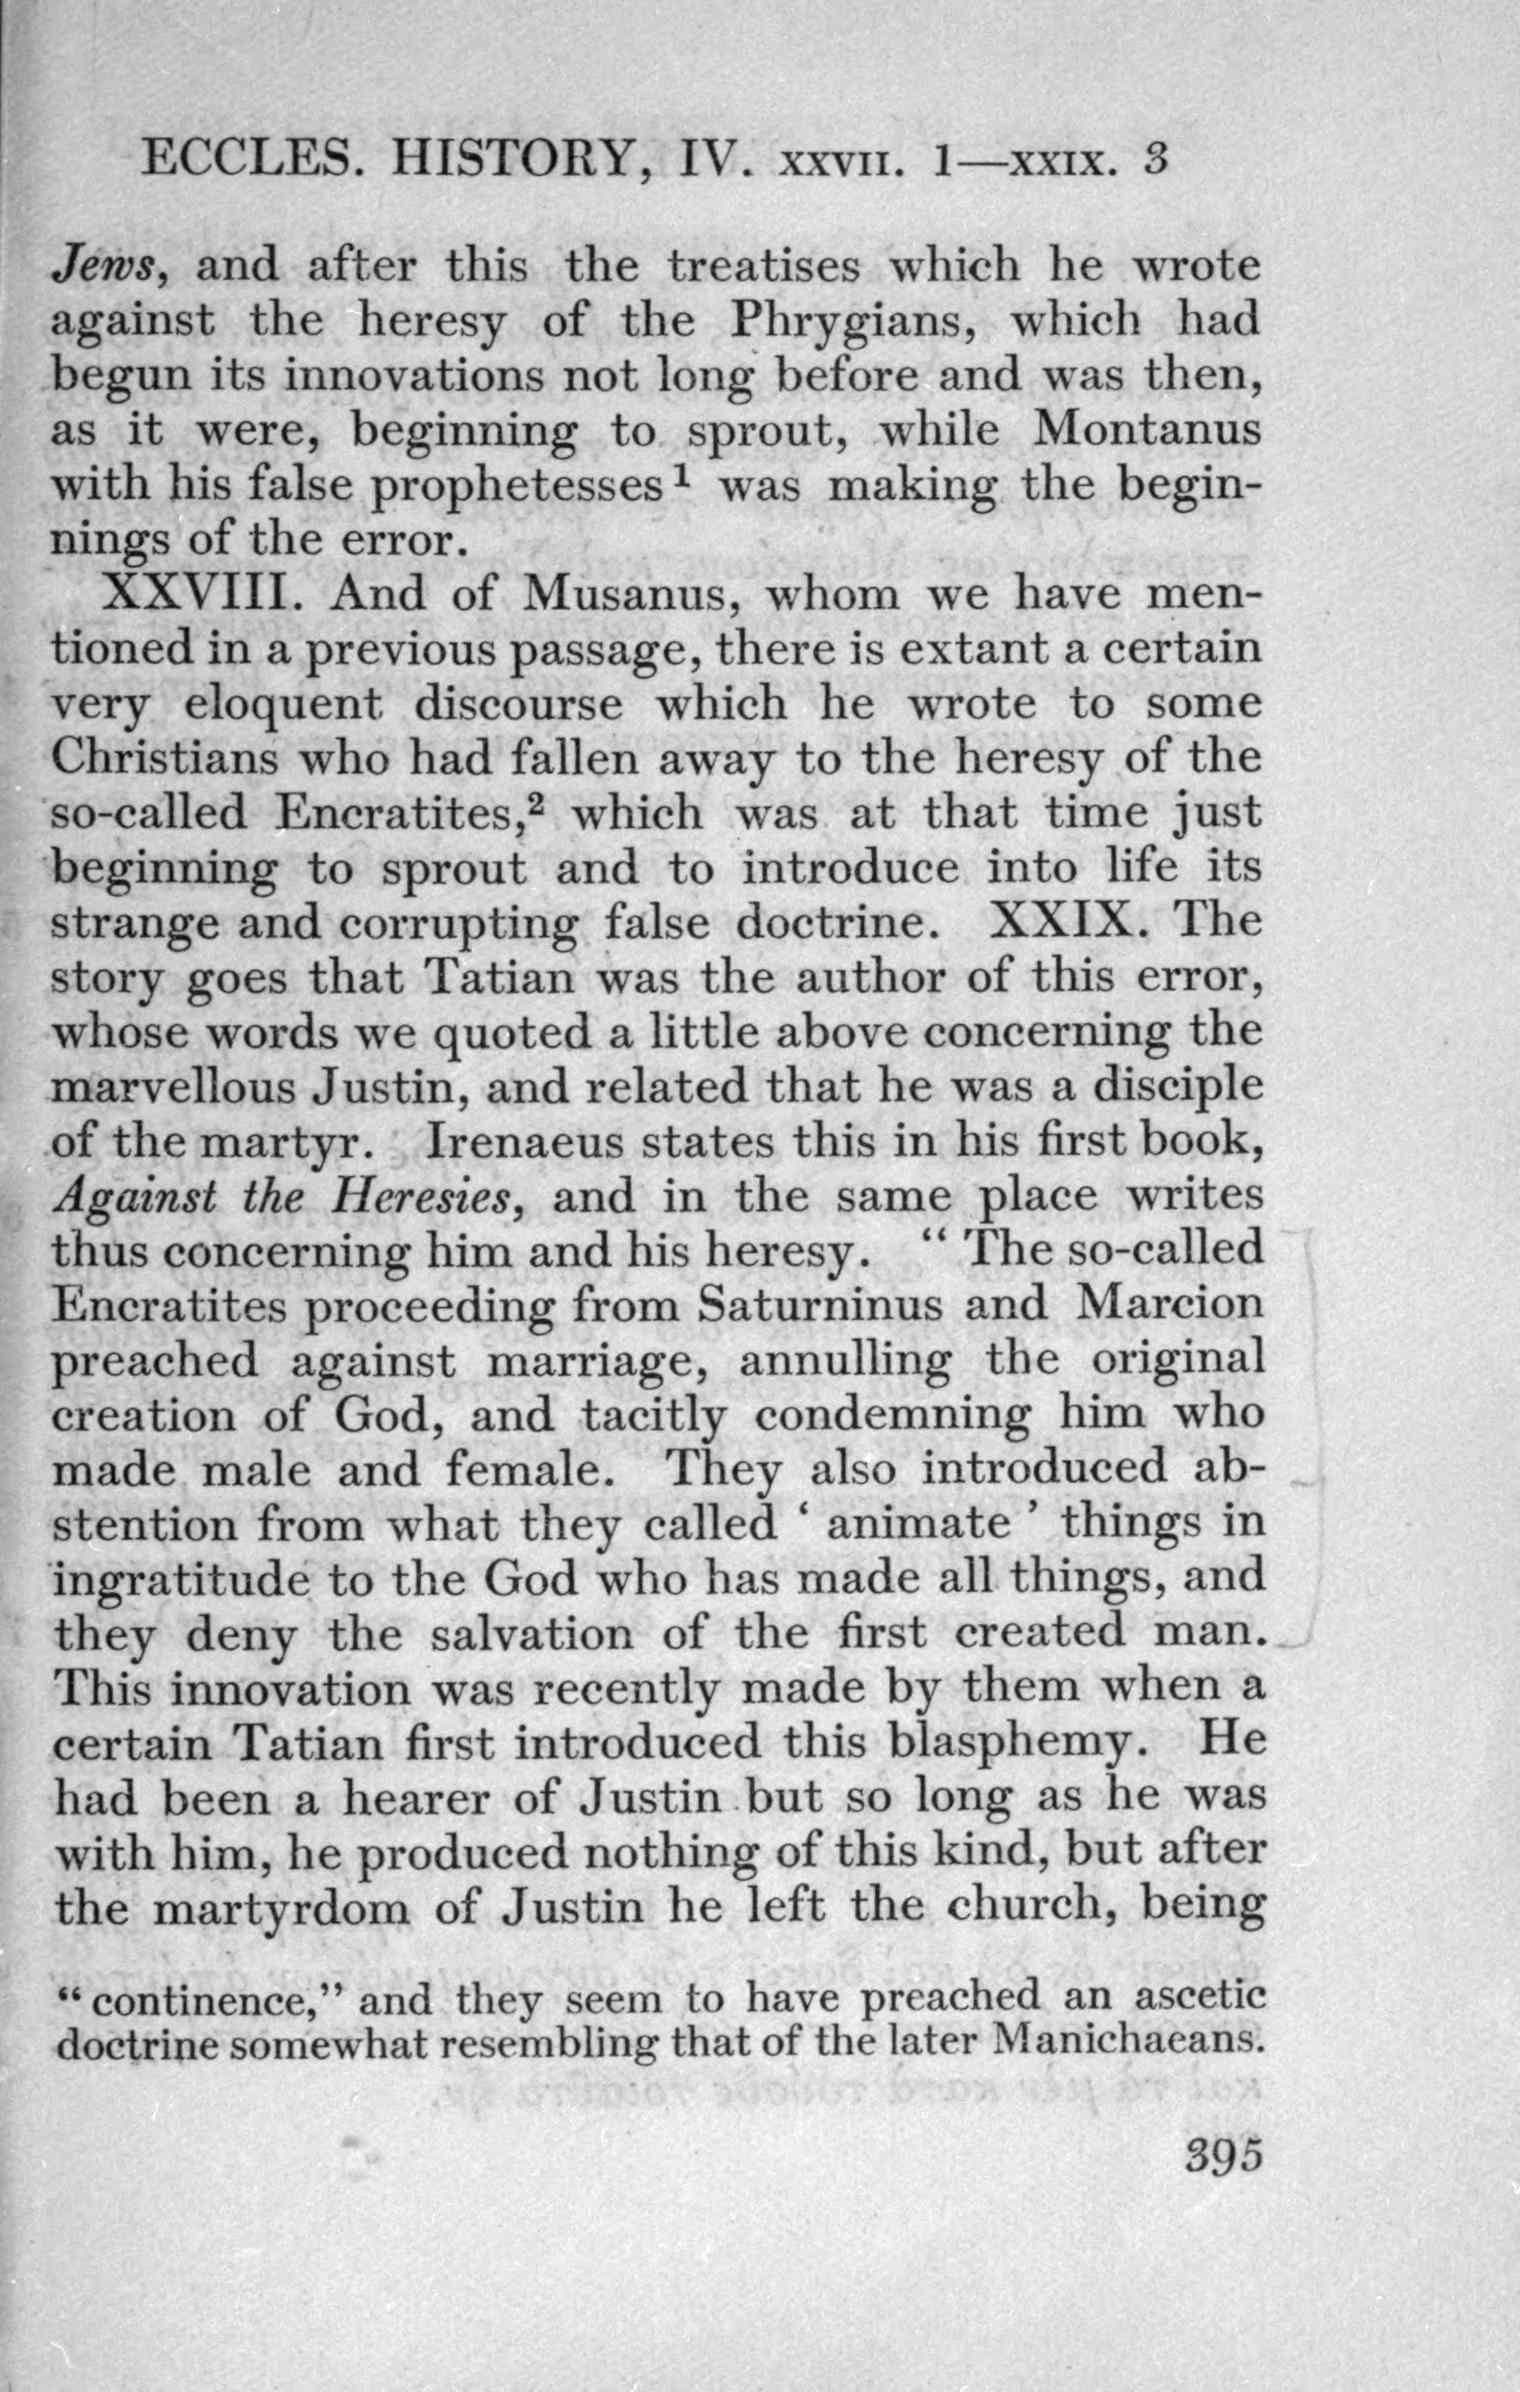 ECCLES. HISTORY, IV. XXVII. 1—XXIX. 3
Jews, and after this the treatises which he wrote
against the heresy of the Phrygians, which had
begun its innovations not long before and was then,
as it were, beginning to sprout, while Montanus
with his false prophetesses ¹ was making the begin-
nings of the error.
XXVIII. And of Musanus, whom we have men-
tioned in a previous passage, there is extant a certain
very eloquent discourse which he wrote to some
Christians who had fallen away to the heresy of the
so-called Encratites,² which was at that time just
beginning to sprout and to introduce into life its
strange and corrupting false doctrine. XXIX. The
story goes that Tatian was the author of this error,
whose words we quoted a little above concerning the
marvellous Justin, and related that he was a disciple
of the martyr. Irenaeus states this in his first book,
Against the Heresies, and in the same place writes
thus concerning him and his heresy. “ The so-called
Encratites proceeding from Saturninus and Marcion
preached against marriage, annulling the original
creation of God, and tacitly condemning him who
made male and female. They also introduced ab-
stention from what they called ‘ animate ’ things in
ingratitude to the God who has made all things, and
they deny the salvation of the first created man.
This innovation was recently made by them when a
certain Tatian first introduced this blasphemy. He
had been a hearer of Justin but so long as he was
with him, he produced nothing of this kind, but after
the martyrdom of Justin he left the church, being
“ continence,” and they seem to have preached an ascetic
doctrine somewhat resembling that of the later Manichaeans.
395